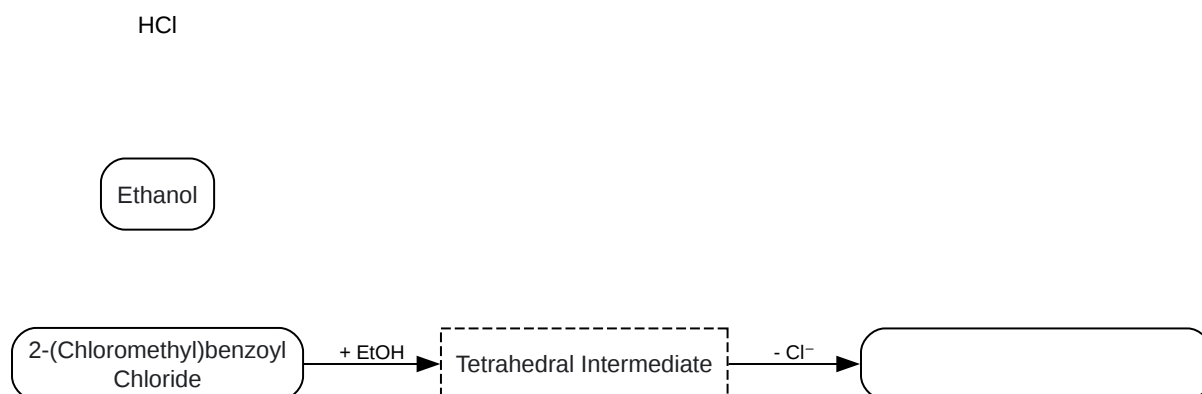 HCl
Ethanol
2-(Chloromethyl)benzoyl
Chloride
+ EtOH
Tetrahedral Intermediate
- Cl⁻